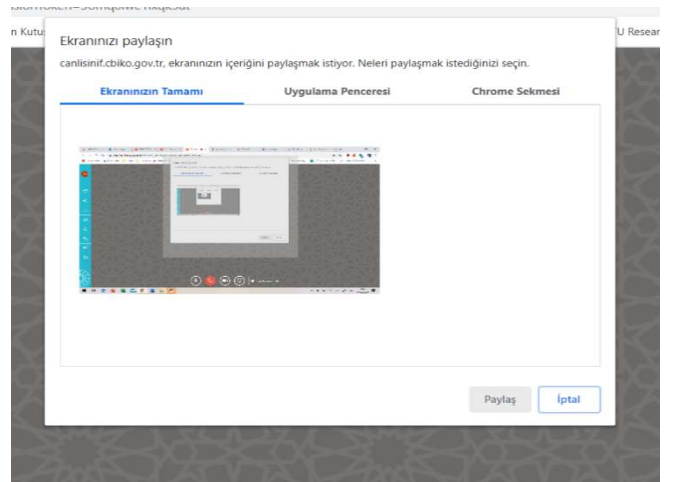 n Kutu
U Resear
Ekranınızı paylaşın
canlisinif.cbiko.gov.tr, ekranınızın içeriğini paylaşmak istiyor. Neleri paylaşmak istediğinizi seçin.
Ekranınızın Tamamı
Uygulama Penceresi
Chrome Sekmesi
Paylaş
İptal